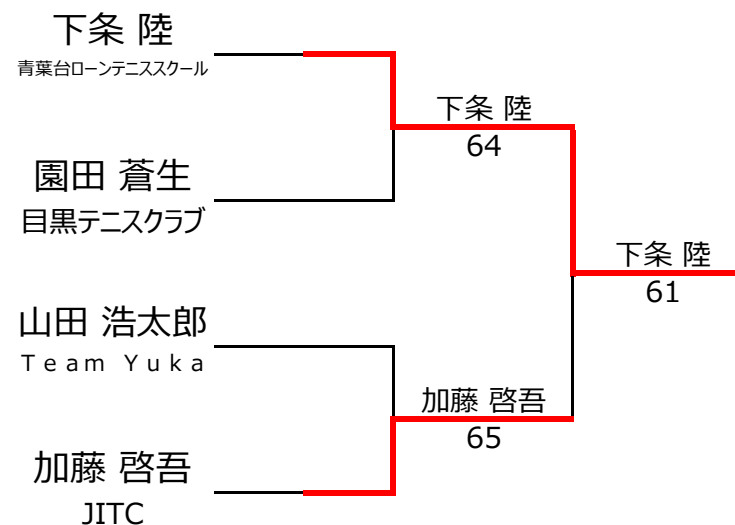 下条 陸
青葉台ローンテニススクール
下条 陸
64
園田 蒼生
目黒テニスクラブ
下条 陸
61
山田 浩太郎
Ｔｅａｍ Ｙｕｋａ
加藤 啓吾
65
加藤 啓吾
JITC